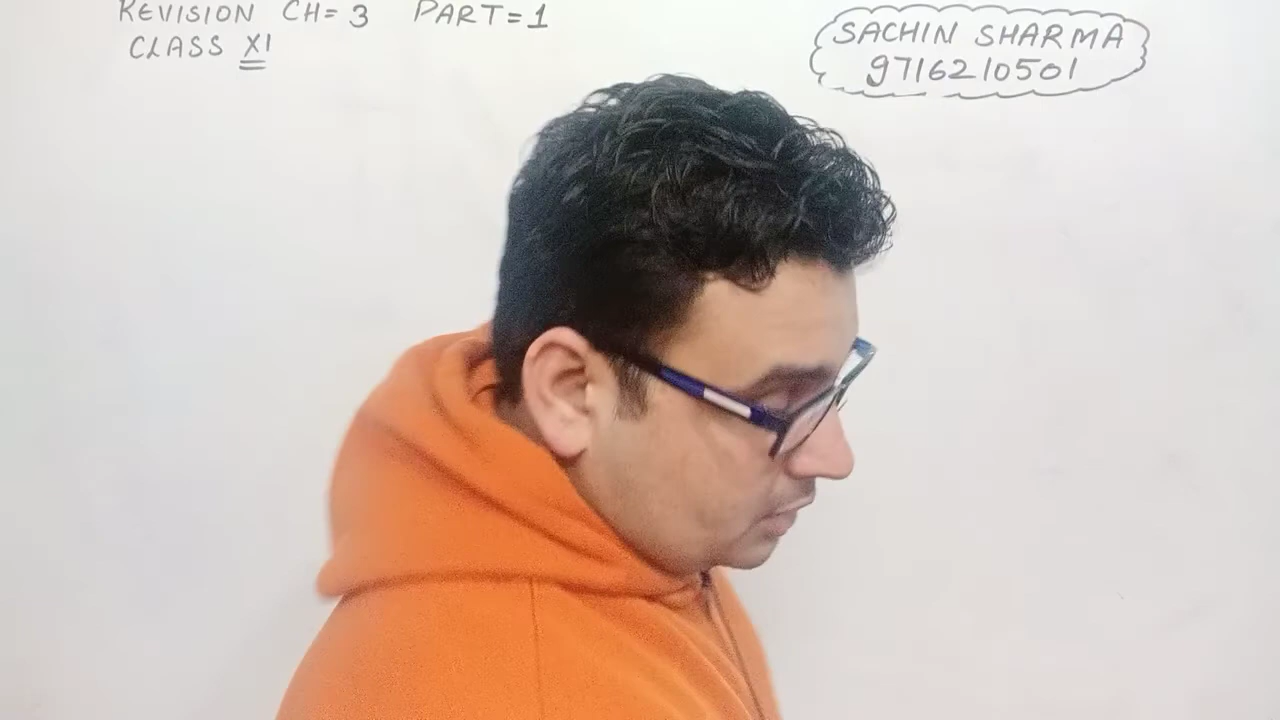 REVISION CH= 3 PART=1
CLASS XI
SACHIN SHARMA
9716210501